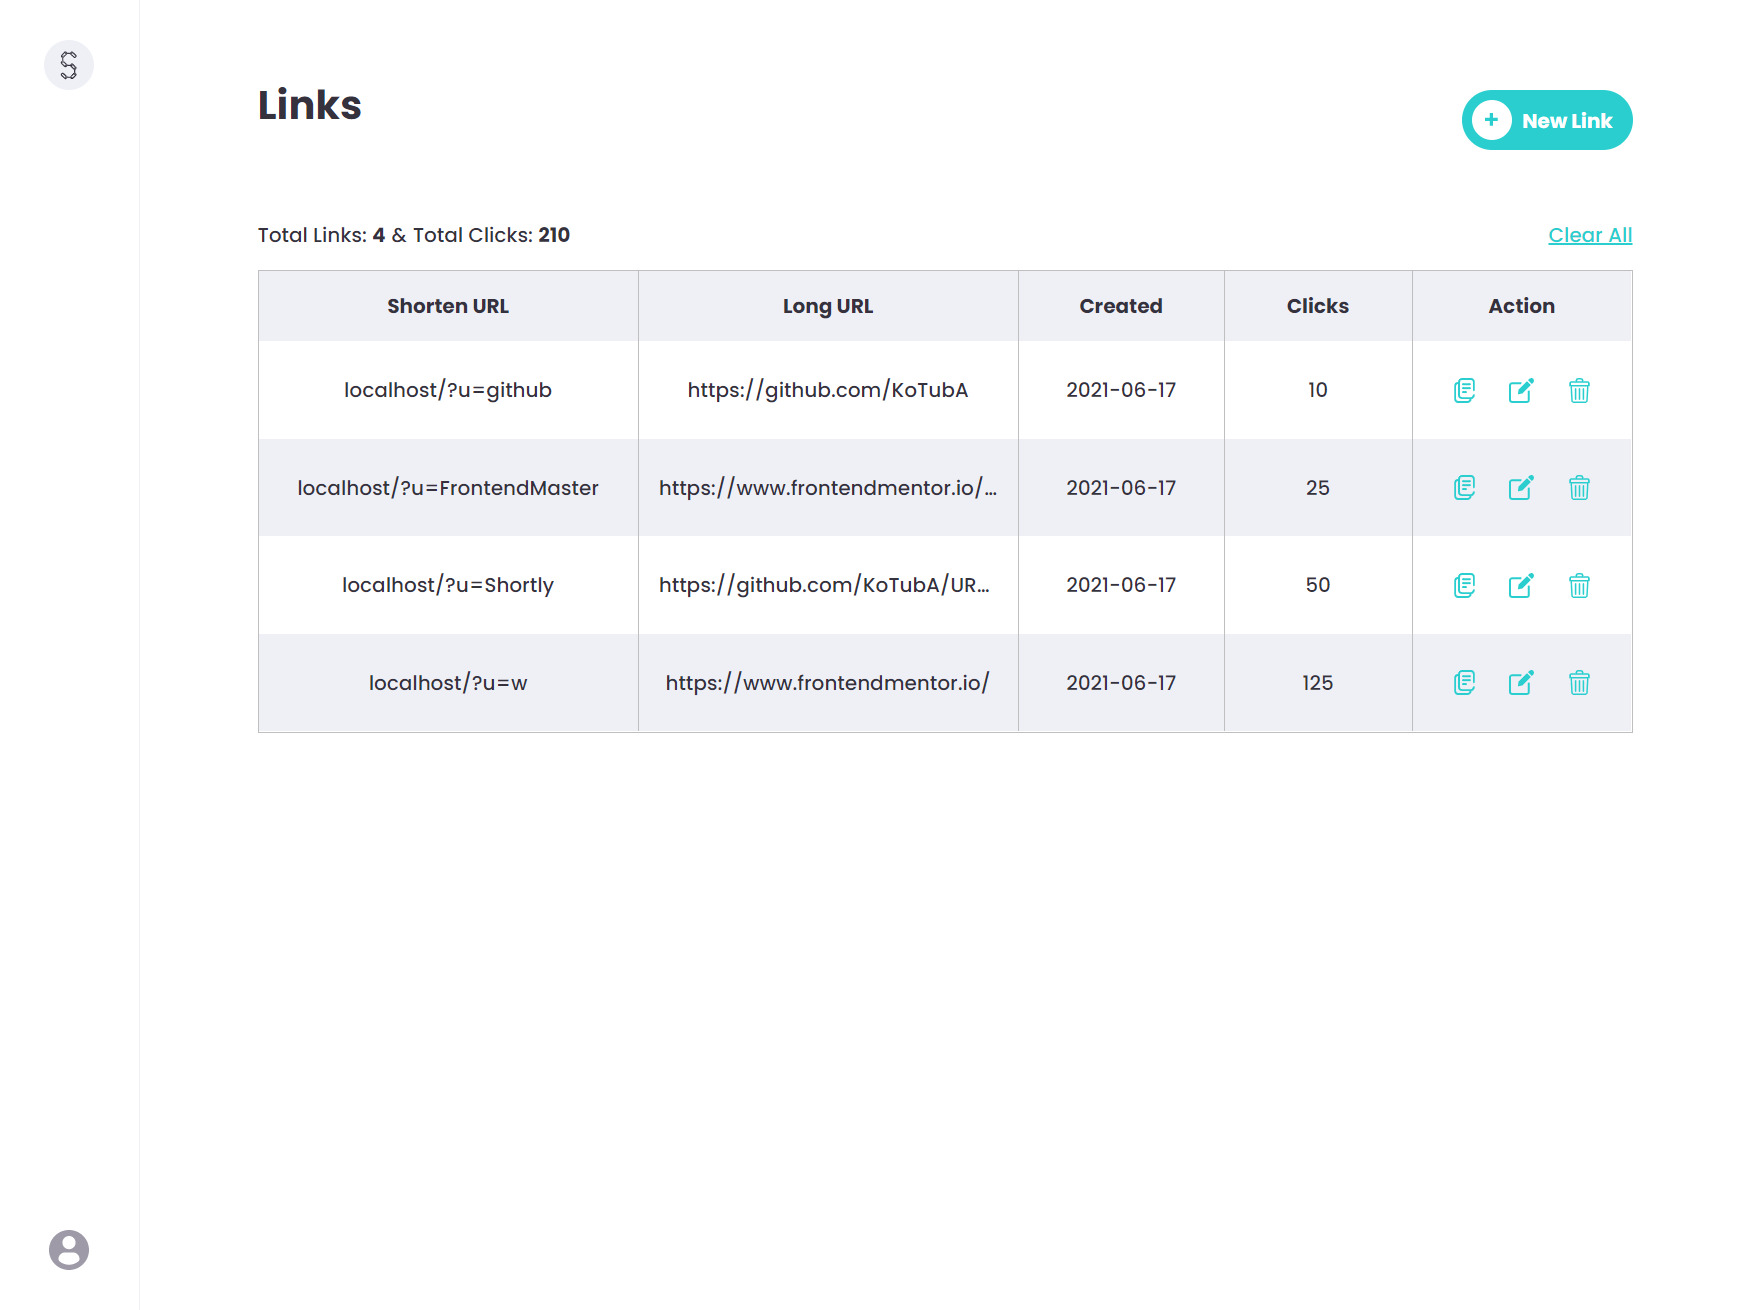 Links
+ New Link
Total Links: 4 & Total Clicks: 210
Clear All
Shorten URL Long URL Created Clicks Action
localhost/?u=github https://github.com/KoTubA 2021-06-17 10
localhost/?u=FrontendMaster https://www.frontendmentor.io/... 2021-06-17 25
localhost/?u=Shortly https://github.com/KoTubA/UR... 2021-06-17 50
localhost/?u=w https://www.frontendmentor.io/ 2021-06-17 125